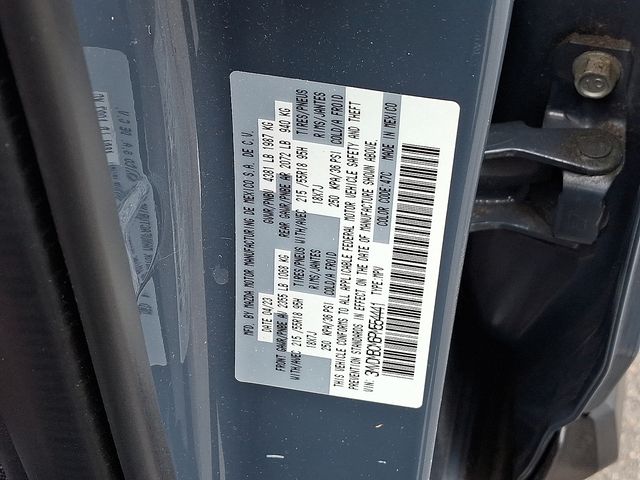 MFD. BY MAZDA MOTOR MANUFACTURING DE MEXICO S.A. DE C.V.
DATE 04/23 GVWR/PNBV 4381 LB 1987 KG
FRONT GAWR/PNBE AV 2355 LB 1068 KG REAR GAWR/PNBE AR 2072 LB 940 KG
WITH/AVEC 215 /55R18 95H TIRES/PNEUS WITH/AVEC 215 /55R18 95H TIRES/PNEUS
18X7J RIMS/JANTES 18X7J RIMS/JANTES
250 KPA/36 PSI COLD/A FROID 250 KPA/36 PSI COLD/A FROID
THIS VEHICLE CONFORMS TO ALL APPLICABLE FEDERAL MOTOR VEHICLE SAFETY AND THEFT
PREVENTION STANDARDS IN EFFECT ON THE DATE OF MANUFACTURE SHOWN ABOVE.
VIN: TYPE:MPV COLOR CODE: MADE IN MEXICO